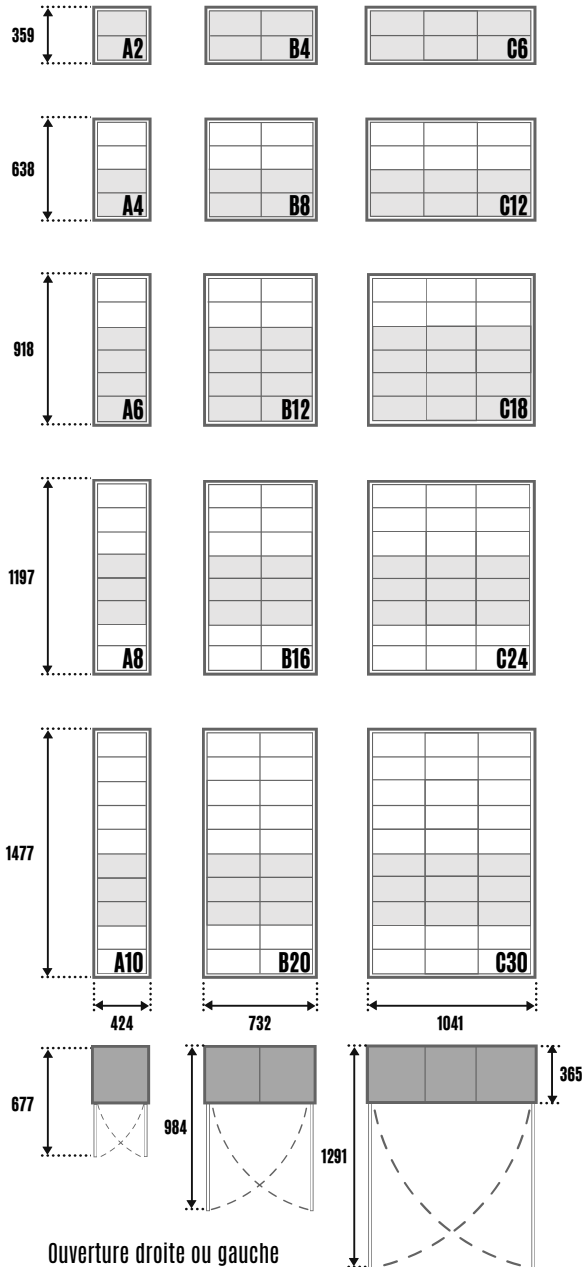 359
A2
B4
C6
638
A4
B8
C12
918
A6
B12
C18
1197
A8
B16
C24
1477
A10
B20
C30
424
732
1041
677
984
1291
365
Ouverture droite ou gauche